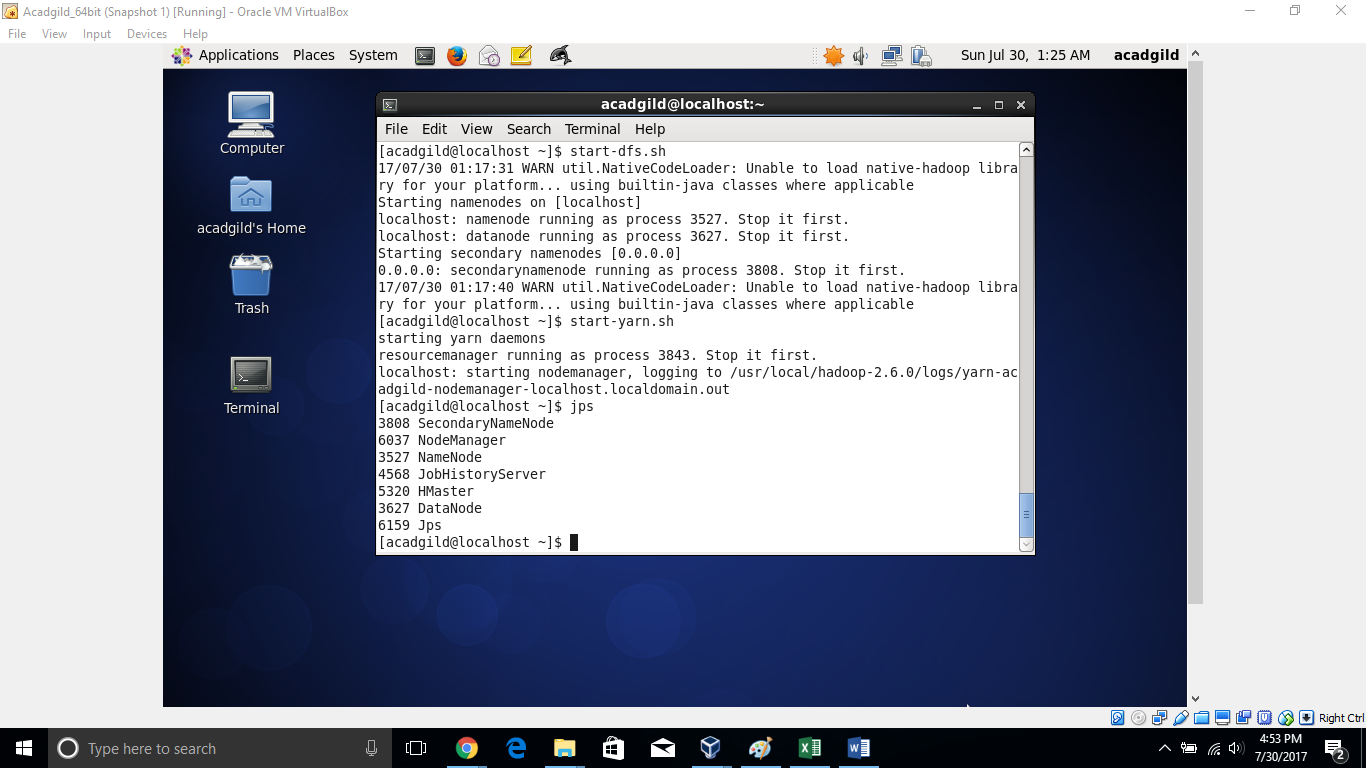 Acadgild_64bit (Snapshot 1) [Running] - Oracle VM VirtualBox
File View Input Devices Help
Applications Places System Sun Jul 30, 1:25 AM acadgild
Computer
acadgild's Home
Trash
Terminal
acadgild@localhost:~
File Edit View Search Terminal Help
[acadgild@localhost ~]$ start-dfs.sh
17/07/30 01:17:31 WARN util.NativeCodeLoader: Unable to load native-hadoop libra
ry for your platform... using builtin-java classes where applicable
Starting namenodes on [localhost]
localhost: namenode running as process 3527. Stop it first.
localhost: datanode running as process 3627. Stop it first.
Starting secondary namenodes [0.0.0.0]
0.0.0.0: secondarynamenode running as process 3808. Stop it first.
17/07/30 01:17:40 WARN util.NativeCodeLoader: Unable to load native-hadoop libra
ry for your platform... using builtin-java classes where applicable
[acadgild@localhost ~]$ start-yarn.sh
starting yarn daemons
resourcemanager running as process 3843. Stop it first.
localhost: starting nodemanager, logging to /usr/local/hadoop-2.6.0/logs/yarn-ac
adgild-nodemanager-localhost.localdomain.out
[acadgild@localhost ~]$ jps
3808 SecondaryNameNode
6037 NodeManager
3527 NameNode
4568 JobHistoryServer
5320 HMaster
3627 DataNode
6159 Jps
[acadgild@localhost ~]$
Right Ctrl
Type here to search
4:53 PM
7/30/2017
2